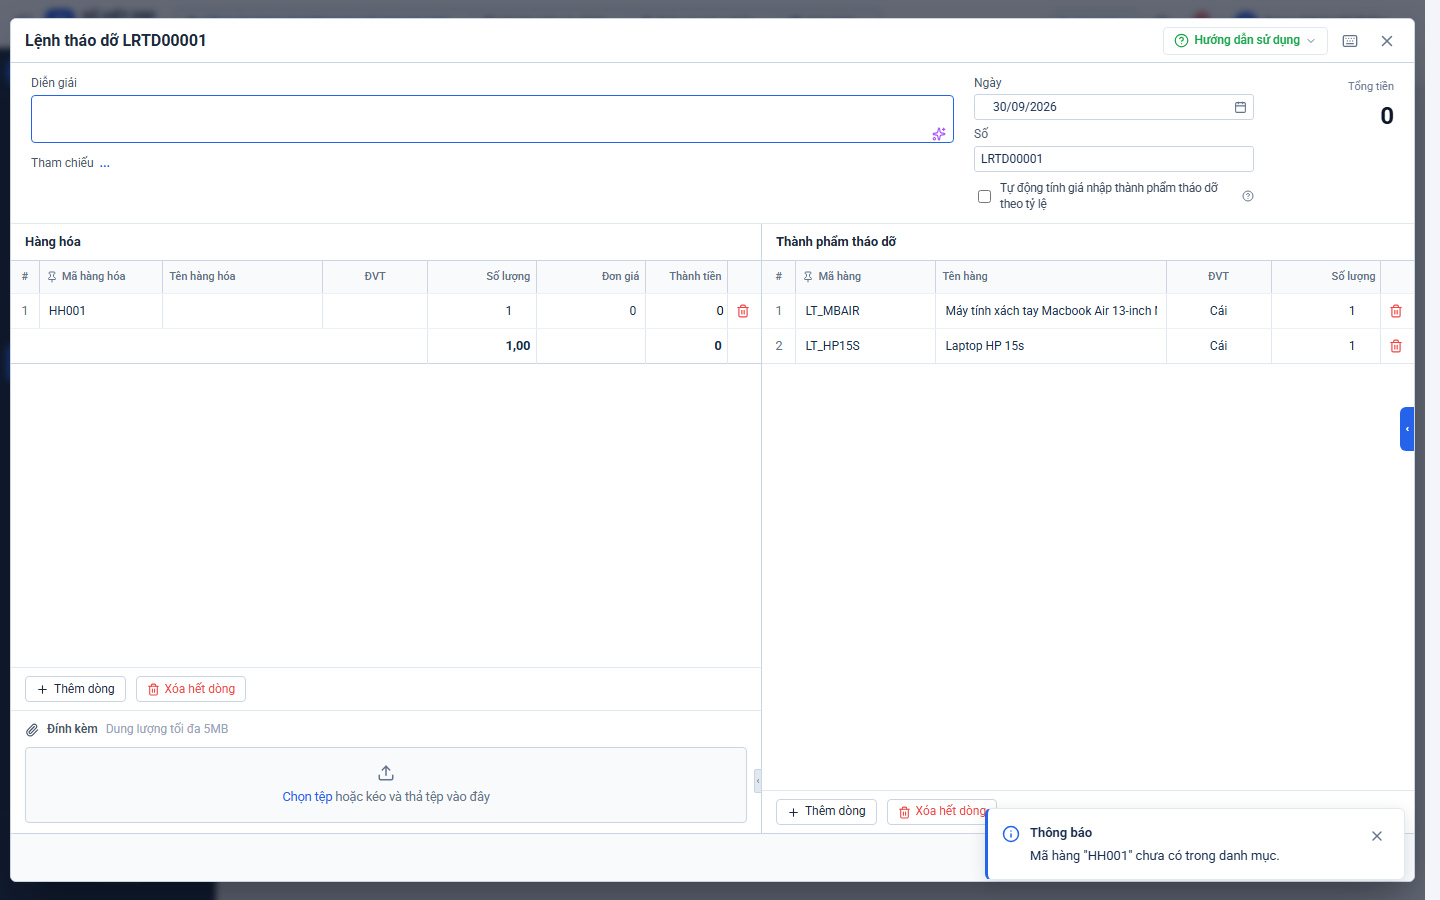 Lệnh tháo dỡ LRTD00001
Hướng dẫn sử dụng
Diễn giải
Tham chiếu ...
Ngày
30/09/2026
Số
LRTD00001
Tự động tính giá nhập thành phẩm tháo dỡ
theo tỷ lệ
Tổng tiền
0
Hàng hóa
# Mã hàng hóa Tên hàng hóa ĐVT Số lượng Đơn giá Thành tiền
1 HH001 1 0 0
1,00 0
Thêm dòng Xóa hết dòng
Đính kèm Dung lượng tối đa 5MB
Chọn tệp hoặc kéo và thả tệp vào đây
Thành phẩm tháo dỡ
# Mã hàng Tên hàng ĐVT Số lượng
1 LT_MBAIR Máy tính xách tay Macbook Air 13-inch Cái 1
2 LT_HP15S Laptop HP 15s Cái 1
Thêm dòng Xóa hết dòng
Thông báo
Mã hàng "HH001" chưa có trong danh mục.